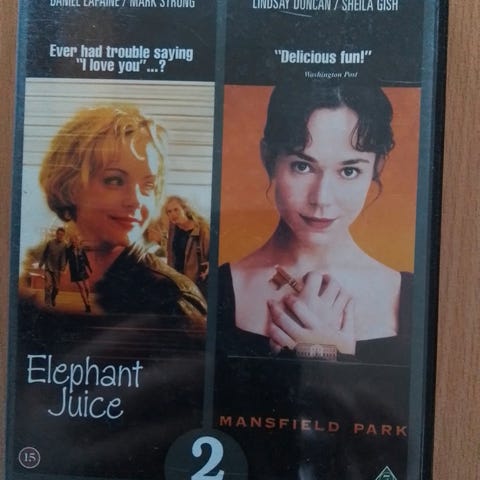 DANIEL LAPAINE / MARK STRONG
LINDSAY DUNCAN / SHEILA GISH
Ever had trouble saying
"I love you"...?
"Delicious fun!"
Washington Post
Elephant
Juice
MANSFIELD PARK
15
2
7